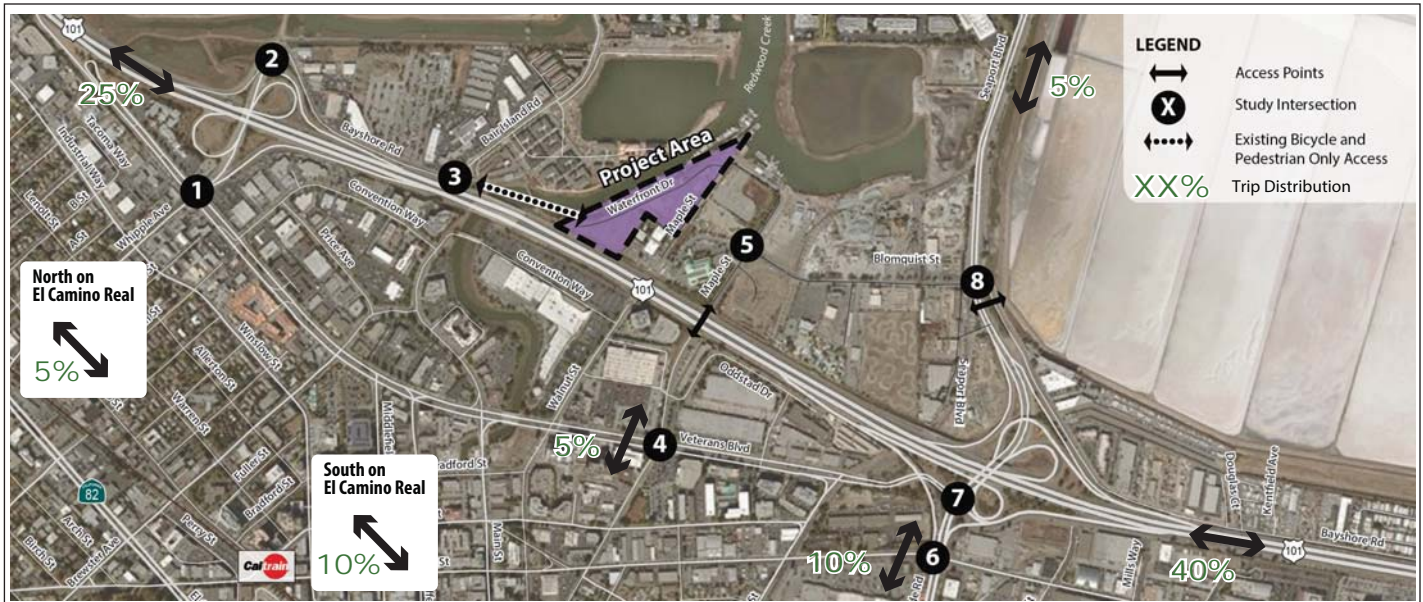 101
2
25%
Bayshore Rd
Bair Island Rd
Redwood Creek
Seaport Blvd
5%
LEGEND
Access Points
X
Study Intersection
Existing Bicycle and
Pedestrian Only Access
XX%
Trip Distribution
Tacoma Way
Industrial Way
1
3
Project Area
Waterfront Dr
Maple St
5
Lenolt St
B St
A St
Whipple Ave
Convention Way
Price Ave
Convention Way
Maple St
Blomquist St
8
101
North on
El Camino Real
5%
Winslow St
Allerton St
Warren St
Fuller St
Bradford St
Walnut St
Oddstad Dr
Seaport Blvd
5%
4
Veterans Blvd
South on
El Camino Real
10%
Main St
82
Arch St
Birch St
Brewster Ave
Perry St
Caltrain
7
10%
6
Mills Way
Douglas Ct
Kentfield Ave
Bayshore Rd
101
40%